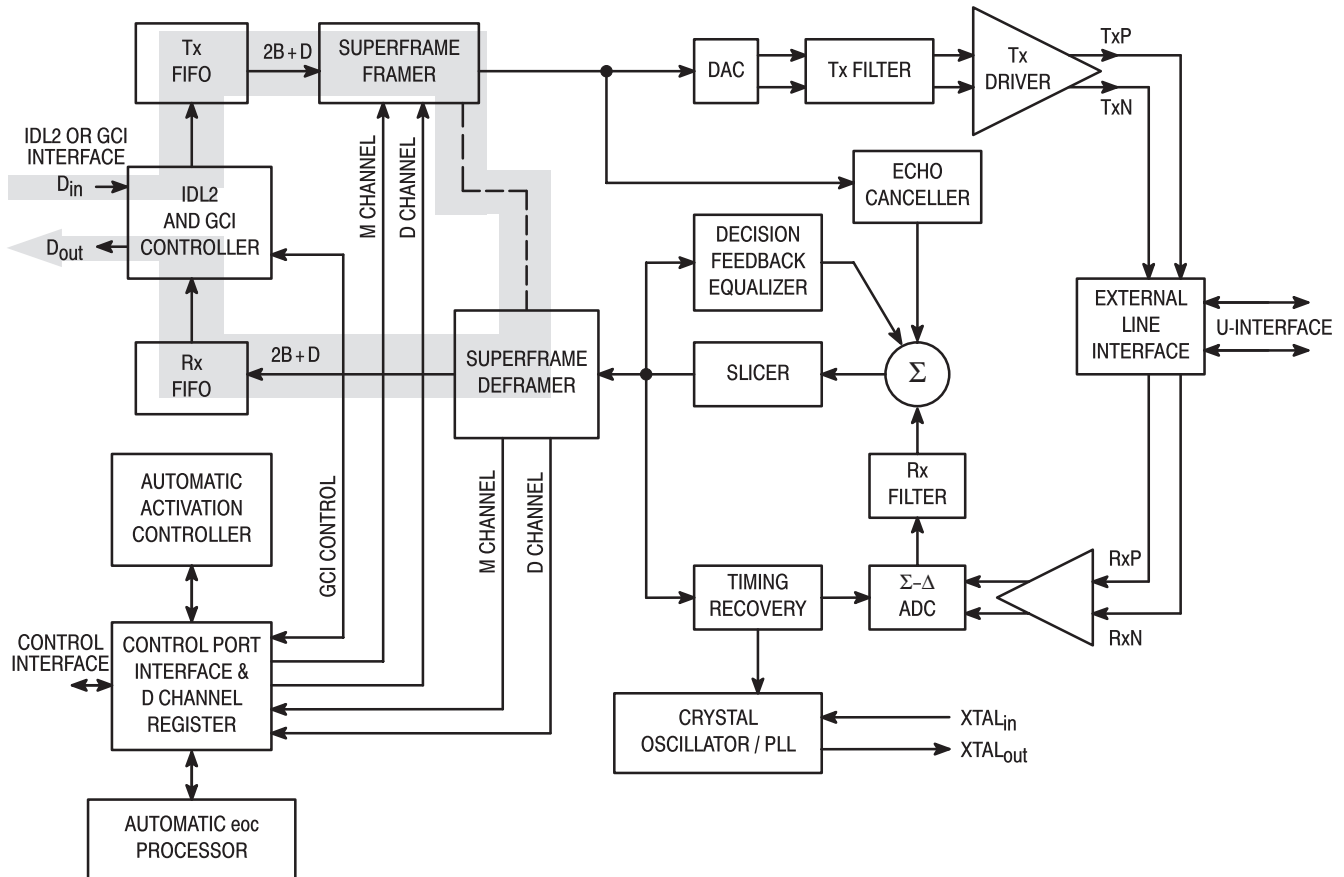 Tx
FIFO
2B+D
SUPERFRAME
FRAMER
DAC
Tx FILTER
Tx
DRIVER
TxP
TxN
IDL2 OR GCI
INTERFACE
Din
Dout
IDL2
AND GCI
CONTROLLER
M CHANNEL
D CHANNEL
ECHO
CANCELLER
DECISION
FEEDBACK
EQUALIZER
EXTERNAL
LINE
INTERFACE
U-INTERFACE
Rx
FIFO
2B+D
SUPERFRAME
DEFRAMER
SLICER
Σ
Rx
FILTER
AUTOMATIC
ACTIVATION
CONTROLLER
GCI CONTROL
M CHANNEL
D CHANNEL
TIMING
RECOVERY
Σ–Δ
ADC
RxP
RxN
CONTROL
INTERFACE
CONTROL PORT
INTERFACE &
D CHANNEL
REGISTER
CRYSTAL
OSCILLATOR / PLL
XTALin
XTALout
AUTOMATIC eoc
PROCESSOR